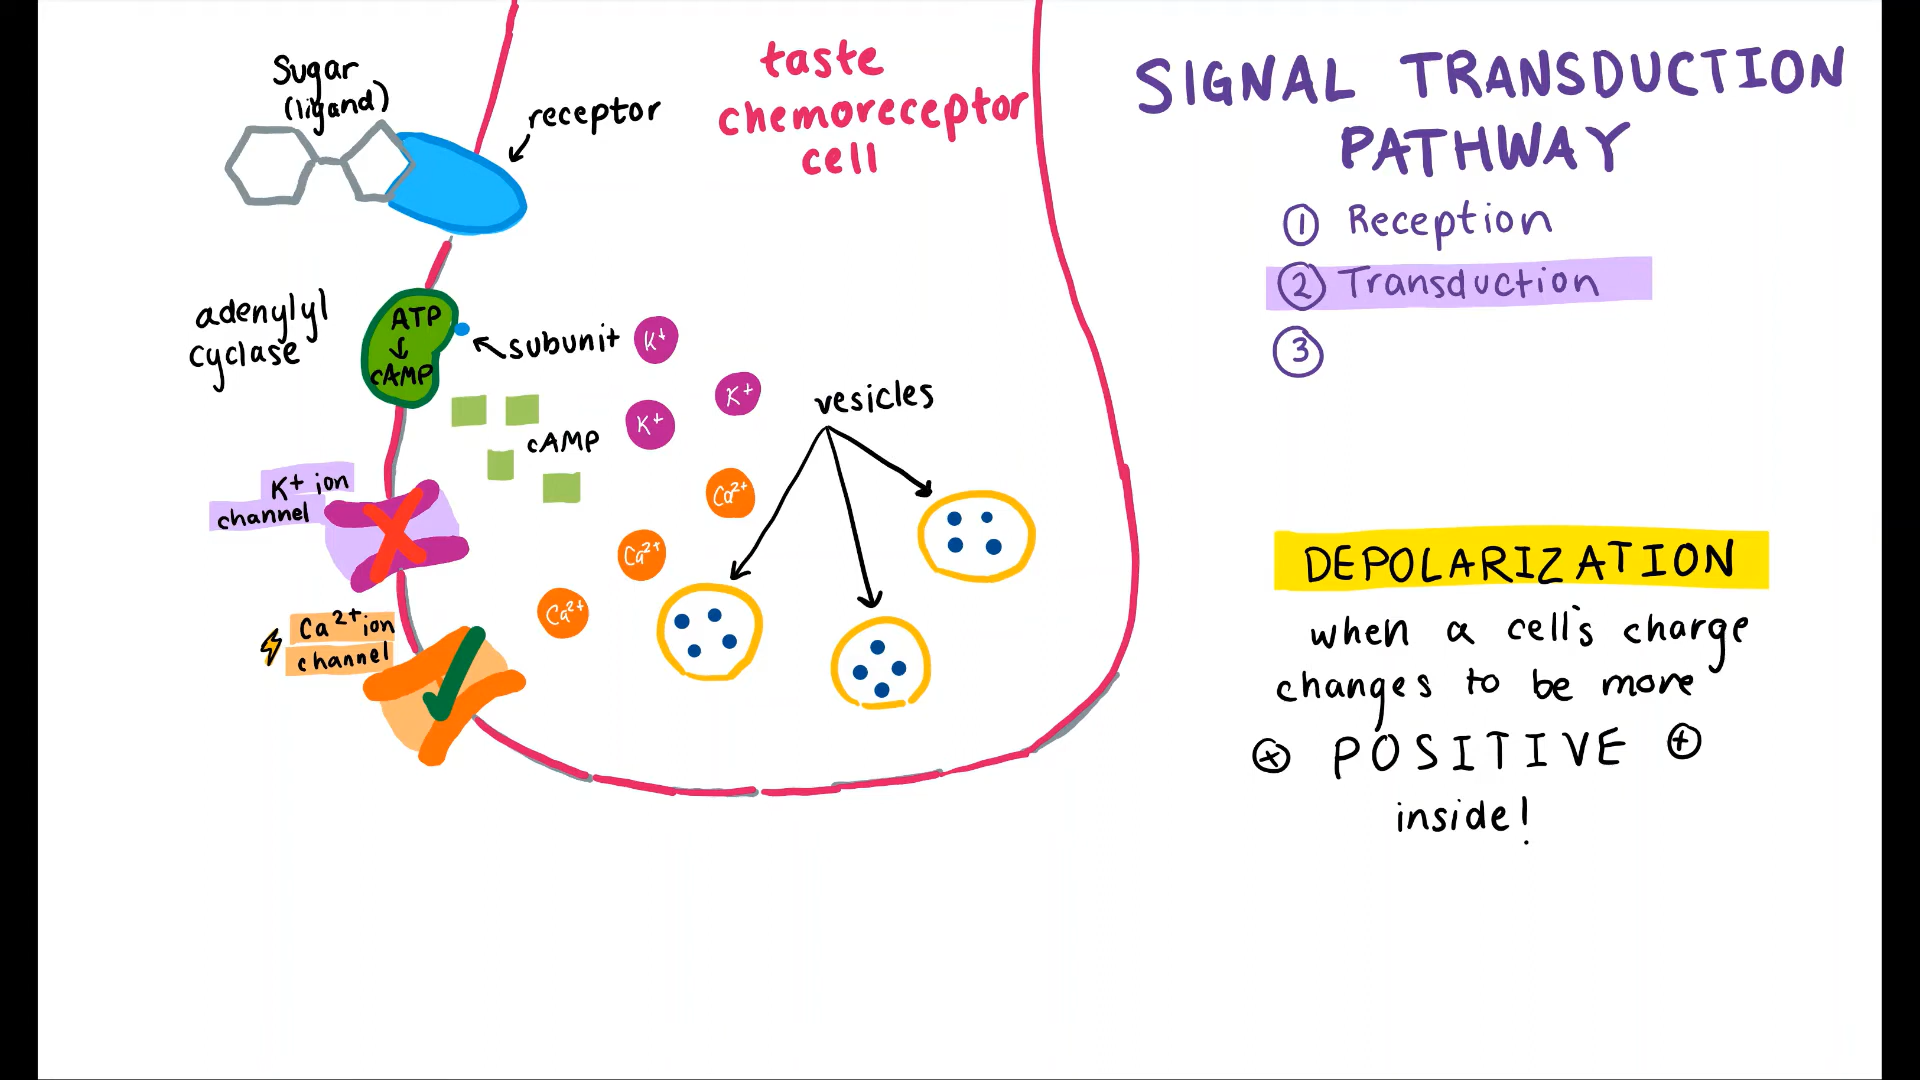 Sugar
(ligand)
receptor
taste
chemoreceptor
cell
adenylyl
cyclase
ATP
cAMP
subunit
K+
K+
K+
cAMP
vesicles
K+ ion
channel
Ca2+
Ca2+
Ca2+
Ca2+ ion
channel
SIGNAL TRANSDUCTION
PATHWAY
1 Reception
2 Transduction
3
DEPOLARIZATION
when a cell's charge
changes to be more
+ POSITIVE +
inside!